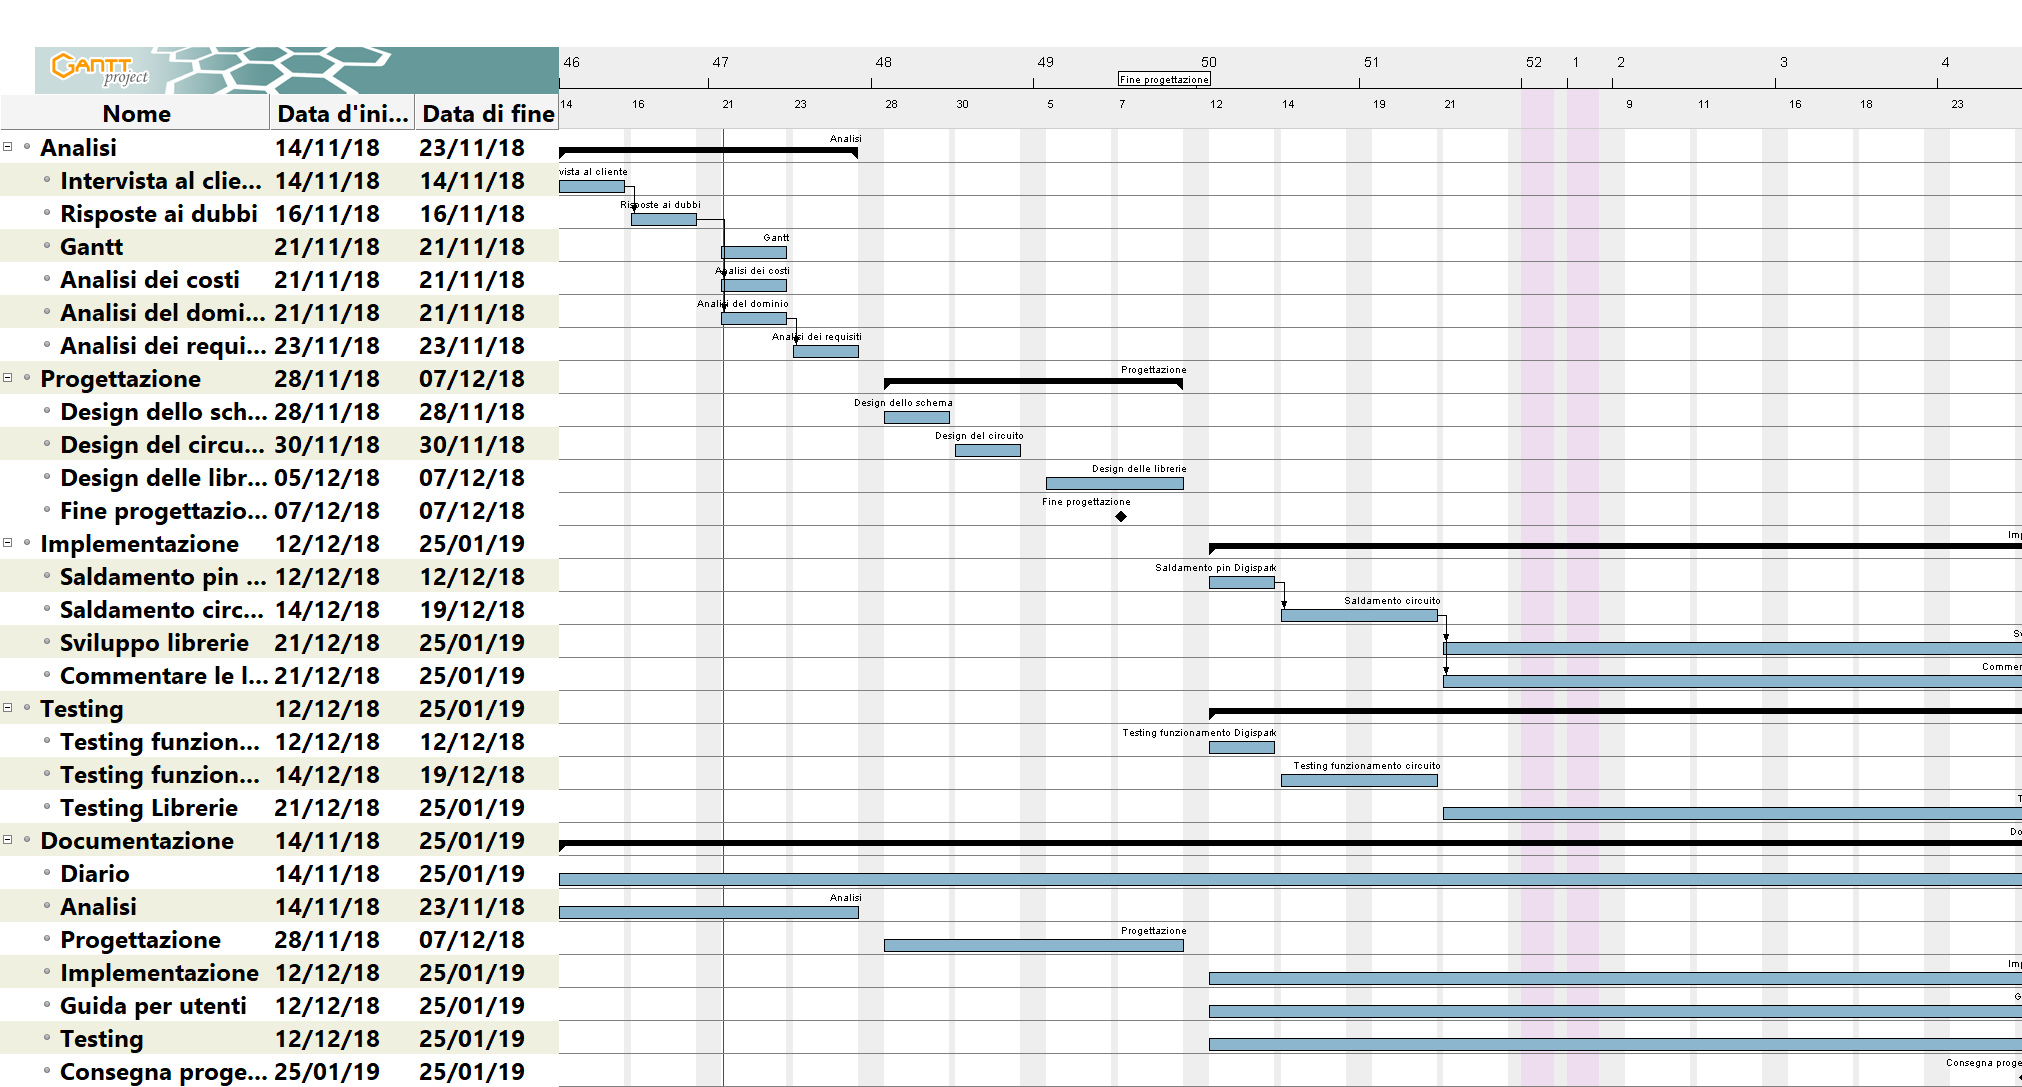 GANTT project
46 47 48 49 50 51 52 1 2 3 4
Fine progettazione
14 16 21 23 28 30 5 7 12 14 19 21 9 11 16 18 23
Nome Data d'ini... Data di fine
Analisi 14/11/18 23/11/18 Analisi
Intervista al clie... 14/11/18 14/11/18 vista al cliente
Risposte ai dubbi 16/11/18 16/11/18 Risposte ai dubbi
Gantt 21/11/18 21/11/18 Gantt
Analisi dei costi 21/11/18 21/11/18 Analisi dei costi
Analisi del domi... 21/11/18 21/11/18 Analisi del dominio
Analisi dei requi... 23/11/18 23/11/18 Analisi dei requisiti
Progettazione 28/11/18 07/12/18 Progettazione
Design dello sch... 28/11/18 28/11/18 Design dello schema
Design del circu... 30/11/18 30/11/18 Design del circuito
Design delle libr... 05/12/18 07/12/18 Design delle librerie
Fine progettazio... 07/12/18 07/12/18 Fine progettazione
Implementazione 12/12/18 25/01/19 Imp
Saldamento pin ... 12/12/18 12/12/18 Saldamento pin Digispark
Saldamento circ... 14/12/18 19/12/18 Saldamento circuito
Sviluppo librerie 21/12/18 25/01/19 Sv
Commentare le l... 21/12/18 25/01/19 Commen
Testing 12/12/18 25/01/19
Testing funzion... 12/12/18 12/12/18 Testing funzionamento Digispark
Testing funzion... 14/12/18 19/12/18 Testing funzionamento circuito
Testing Librerie 21/12/18 25/01/19 T
Documentazione 14/11/18 25/01/19 Do
Diario 14/11/18 25/01/19
Analisi 14/11/18 23/11/18 Analisi
Progettazione 28/11/18 07/12/18 Progettazione
Implementazione 12/12/18 25/01/19 Imp
Guida per utenti 12/12/18 25/01/19 G
Testing 12/12/18 25/01/19
Consegna proge... 25/01/19 25/01/19 Consegna proge